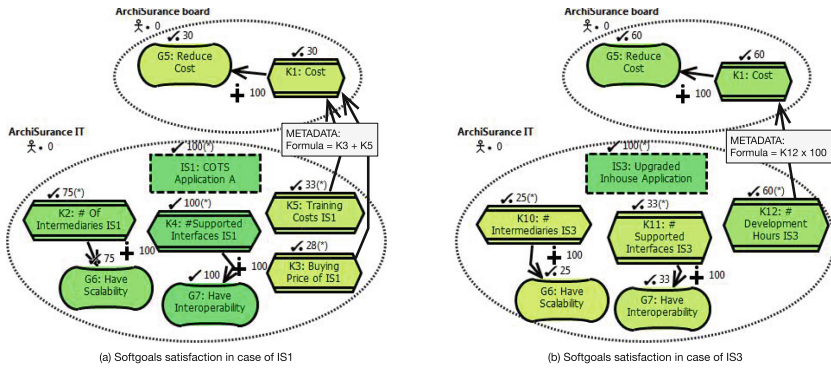 ArchiSurance board
0
30
G5: Reduce
Cost
30
K1: Cost
100
ArchiSurance IT
0
METADATA:
Formula = K3 + K5
100(*)
IS1: COTS
Application A
75(*)
K2: # Of
Intermediaries IS1
100(*)
K4: #Supported
Interfaces IS1
33(*)
K5: Training
Costs IS1
28(*)
K3: Buying
Price of IS1
100
75
G6: Have
Scalability
100
100
G7: Have
Interoperability
(a) Softgoals satisfaction in case of IS1
ArchiSurance board
0
60
G5: Reduce
Cost
60
K1: Cost
100
ArchiSurance IT
0
METADATA:
Formula = K12 x 100
100(*)
IS3: Upgraded
Inhouse Application
25(*)
K10: #
Intermediaries IS3
33(*)
K11: #
Supported
Interfaces IS3
60(*)
K12: #
Development
Hours IS3
100
25
G6: Have
Scalability
100
33
G7: Have
Interoperability
(b) Softgoals satisfaction in case of IS3